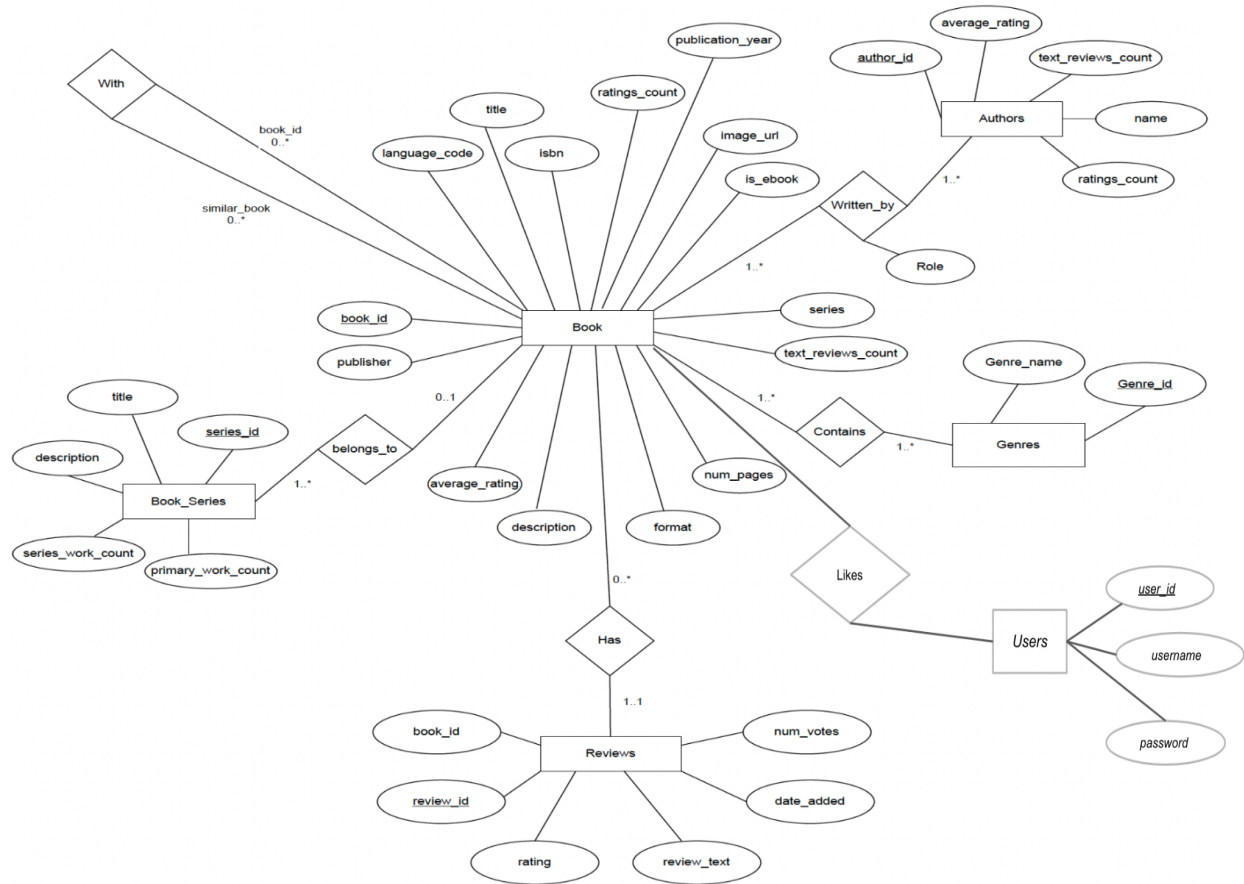 publication_year
average_rating
author_id
text_reviews_count
With
ratings_count
title
Authors
name
book_id
0..*
image_url
language_code
isbn
is_ebook
ratings_count
1..*
similar_book
0..*
Written_by
Role
1..*
book_id
Book
series
publisher
text_reviews_count
Genre_name
Genre_id
title
0..1
1..*
series_id
Contains
1..*
Genres
description
belongs_to
1..*
Book_Series
average_rating
num_pages
description
format
series_work_count
primary_work_count
0..*
Likes
user_id
Has
Users
username
1..1
book_id
num_votes
password
Reviews
review_id
date_added
rating
review_text